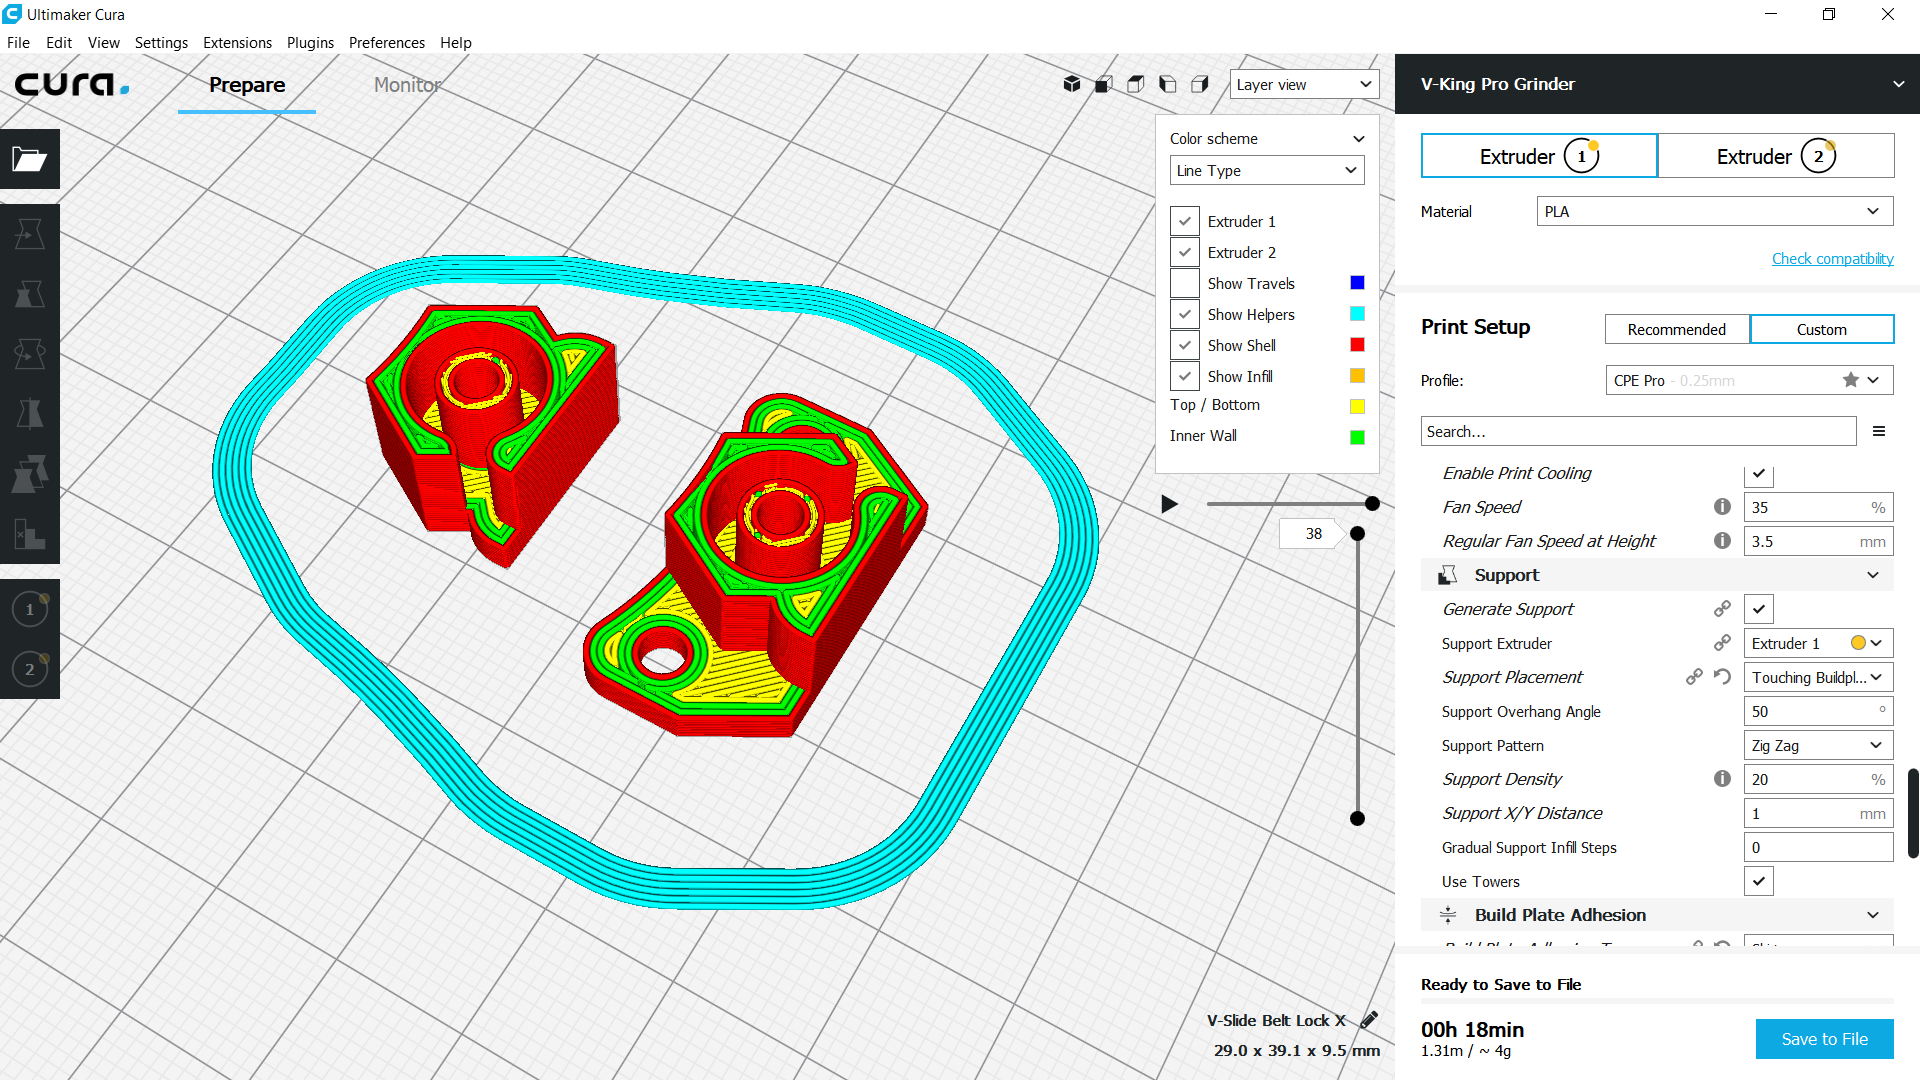 Ultimaker Cura
File Edit View Settings Extensions Plugins Preferences Help
cura.
Prepare
Monitor
Layer view
Color scheme
Line Type
Extruder 1
Extruder 2
Show Travels
Show Helpers
Show Shell
Show Infill
Top / Bottom
Inner Wall
38
1
2
V-Slide Belt Lock X
29.0 x 39.1 x 9.5 mm
V-King Pro Grinder
Extruder 1
Extruder 2
Material PLA
Check compatibility
Print Setup Recommended Custom
Profile: CPE Pro - 0.25mm
Search...
Enable Print Cooling
Fan Speed 35 %
Regular Fan Speed at Height 3.5 mm
Support
Generate Support
Support Extruder Extruder 1
Support Placement Touching Buildpl...
Support Overhang Angle 50 °
Support Pattern Zig Zag
Support Density 20 %
Support X/Y Distance 1 mm
Gradual Support Infill Steps 0
Use Towers
Build Plate Adhesion
Ready to Save to File
00h 18min
1.31m / ~ 4g
Save to File